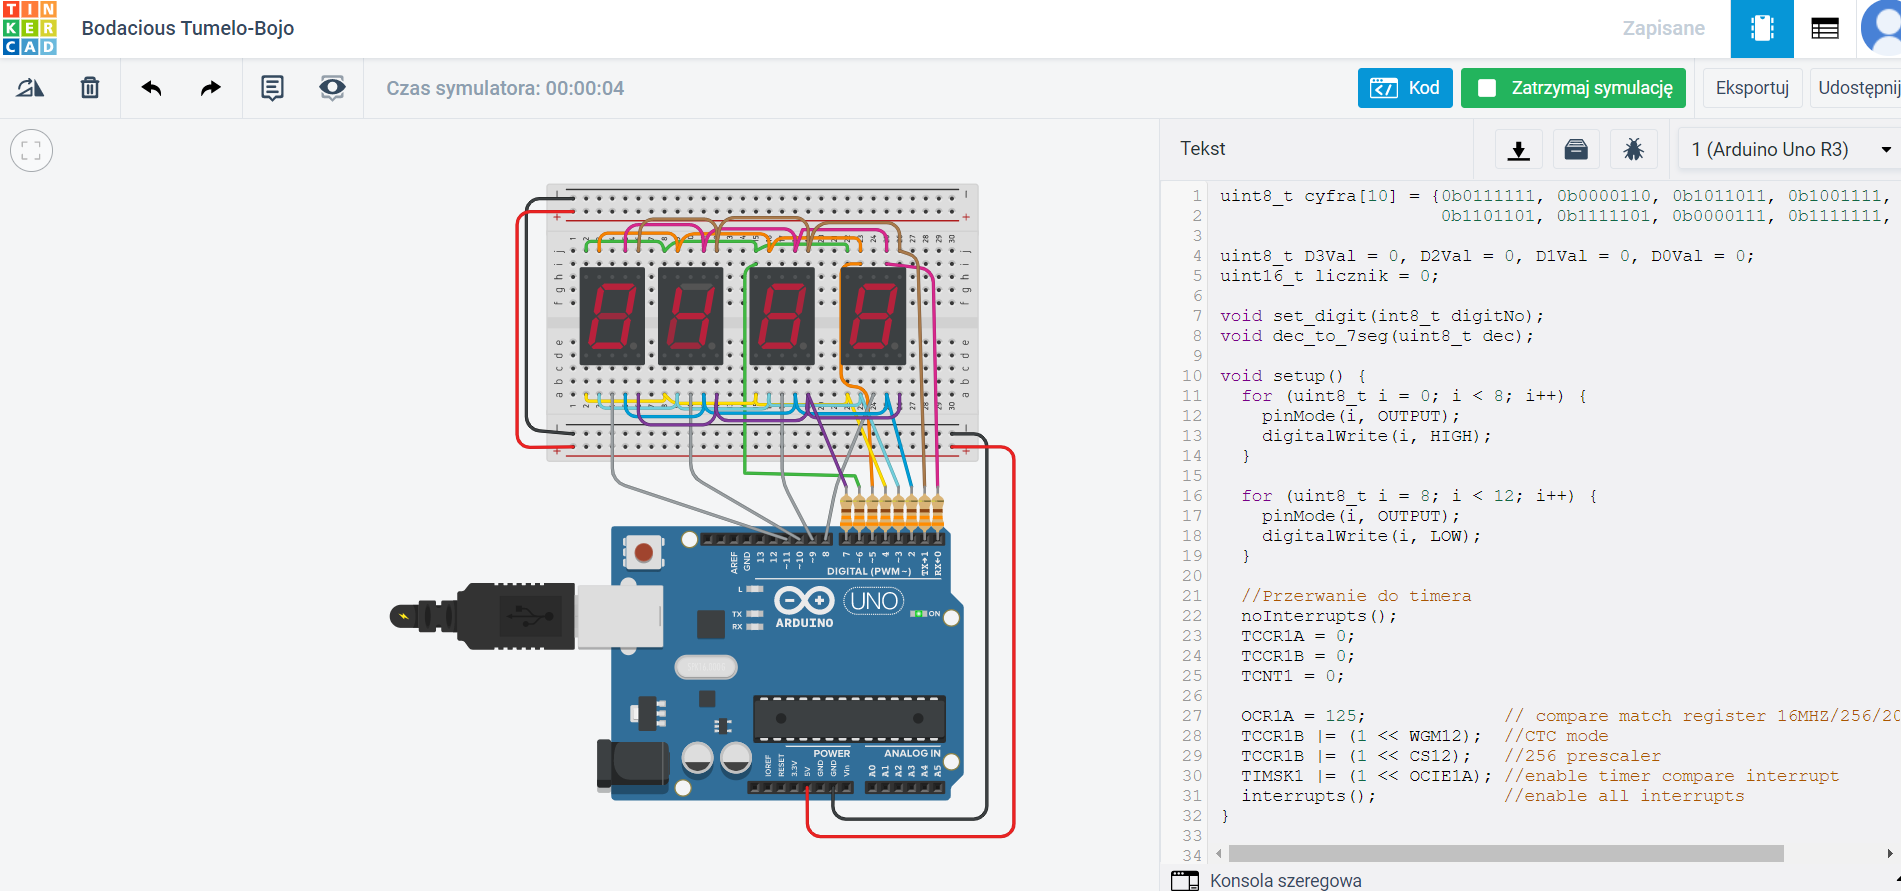 TIN
KER
CAD
Bodacious Tumelo-Bojo
Zapisane
Czas symulatora: 00:00:04
Kod
Zatrzymaj symulację
Eksportuj
Udostępnij
Tekst
1 (Arduino Uno R3)
1 uint8_t cyfra[10] = {0b0111111, 0b0000110, 0b1011011, 0b1001111,
2 0b1101101, 0b1111101, 0b0000111, 0b1111111,
3
4 uint8_t D3Val = 0, D2Val = 0, D1Val = 0, D0Val = 0;
5 uint16_t licznik = 0;
6
7 void set_digit(int8_t digitNo);
8 void dec_to_7seg(uint8_t dec);
9
10 void setup() {
11 for (uint8_t i = 0; i < 8; i++) {
12 pinMode(i, OUTPUT);
13 digitalWrite(i, HIGH);
14 }
15
16 for (uint8_t i = 8; i < 12; i++) {
17 pinMode(i, OUTPUT);
18 digitalWrite(i, LOW);
19 }
20
21 //Przerwanie do timera
22 noInterrupts();
23 TCCR1A = 0;
24 TCCR1B = 0;
25 TCNT1 = 0;
26
27 OCR1A = 125; // compare match register 16MHZ/256/20
28 TCCR1B |= (1 << WGM12); //CTC mode
29 TCCR1B |= (1 << CS12); //256 prescaler
30 TIMSK1 |= (1 << OCIE1A); //enable timer compare interrupt
31 interrupts(); //enable all interrupts
32 }
33
34
Konsola szeregowa
AREF
GND
13
12
~11
~10
~9
8
7
~6
~5
4
~3
2
TX→1
RX←0
DIGITAL (PWM~)
L
TX
RX
ARDUINO
UNO
ON
POWER
ANALOG IN
IOREF
RESET
3.3V
5V
GND
GND
Vin
A0
A1
A2
A3
A4
A5